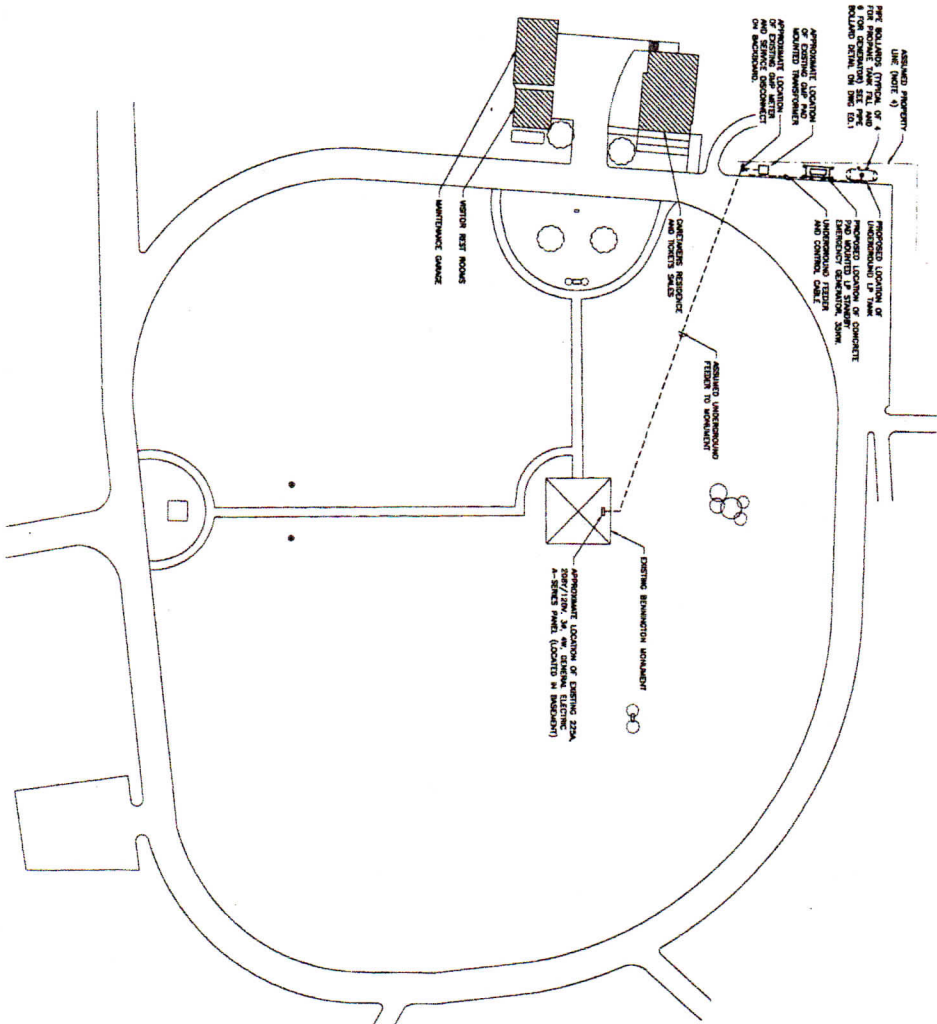 ASSUMED PROPERTY
LINE (NOTE 4)
PIPE BOLLARDS (TYPICAL OF 4
FOR PROPANE TANK FILL AND
6 FOR GENERATOR) SEE PIPE
BOLLARD DETAIL ON DWG E0.1
APPROXIMATE LOCATION
OF EXISTING GMP PAD
MOUNTED TRANSFORMER
APPROXIMATE LOCATION
OF EXISTING GMP METER
AND SERVICE DISCONNECT
ON BACKBOARD.
PROPOSED LOCATION OF
UNDERGROUND LP TANK
PROPOSED LOCATION OF CONCRETE
PAD MOUNTED LP STANDBY
EMERGENCY GENERATOR, 35KW.
UNDERGROUND FEEDER
AND CONTROL CABLE
CARETAKERS RESIDENCE
AND TICKETS SALES
VISITOR REST ROOMS
MAINTENANCE GARAGE
ASSUMED UNDERGROUND
FEEDER TO MONUMENT
EXISTING BENNINGTON MONUMENT
APPROXIMATE LOCATION OF EXISTING 225A,
208Y/120V, 3Ø, 4W, GENERAL ELECTRIC
A-SERIES PANEL (LOCATED IN BASEMENT)